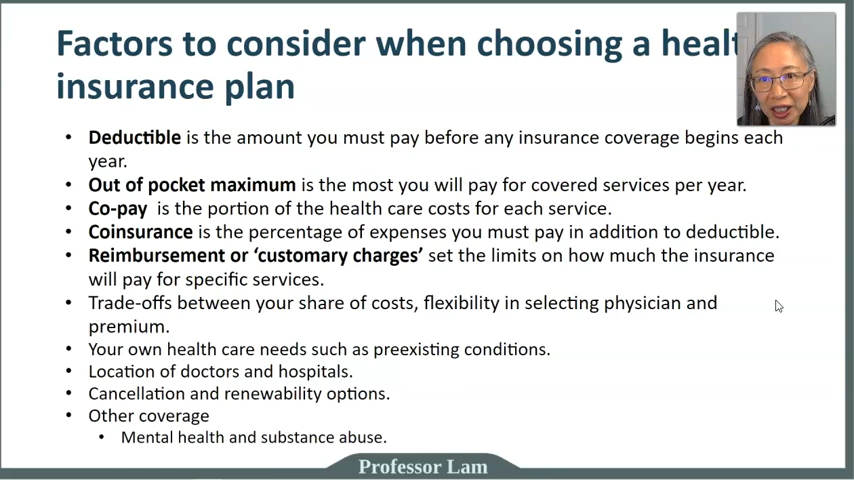 Factors to consider when choosing a healt
insurance plan
• Deductible is the amount you must pay before any insurance coverage begins each
year.
• Out of pocket maximum is the most you will pay for covered services per year.
• Co-pay is the portion of the health care costs for each service.
• Coinsurance is the percentage of expenses you must pay in addition to deductible.
• Reimbursement or ‘customary charges’ set the limits on how much the insurance
will pay for specific services.
• Trade-offs between your share of costs, flexibility in selecting physician and
premium.
• Your own health care needs such as preexisting conditions.
• Location of doctors and hospitals.
• Cancellation and renewability options.
• Other coverage
• Mental health and substance abuse.
Professor Lam